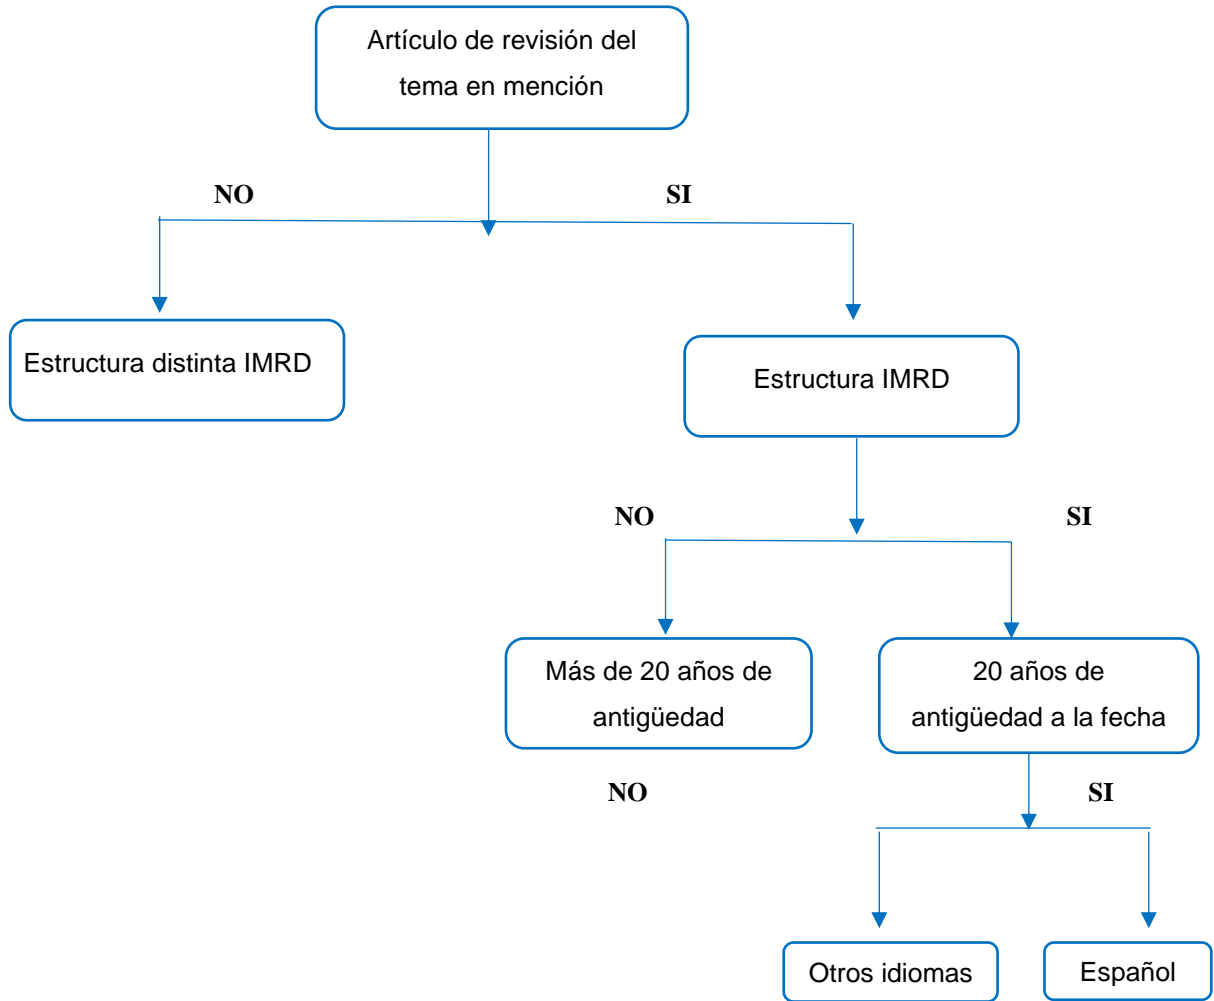 Artículo de revisión del
tema en mención
NO
SI
Estructura distinta IMRD
Estructura IMRD
NO
SI
Más de 20 años de
antigüedad
20 años de
antigüedad a la fecha
NO
SI
Otros idiomas
Español